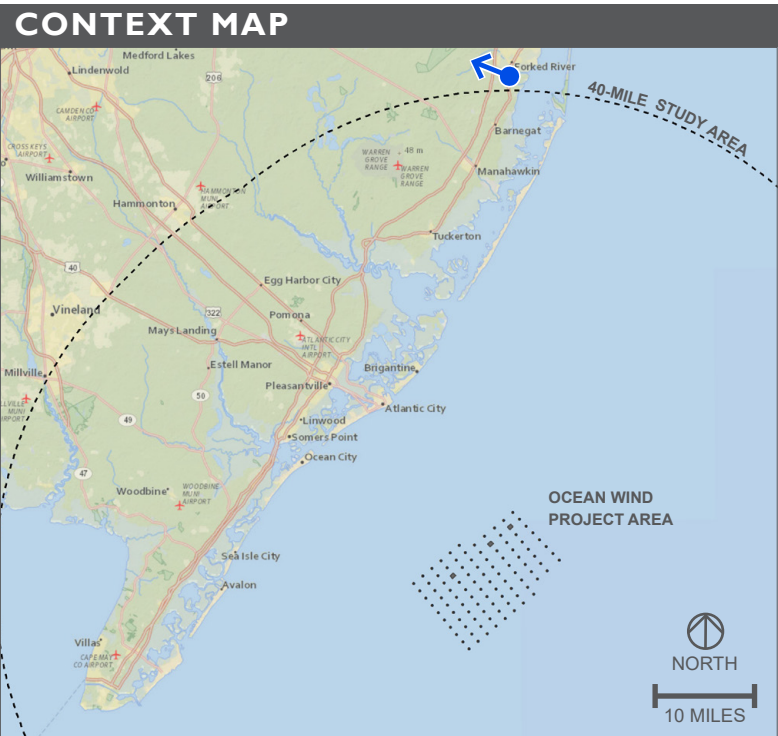 CONTEXT MAP
Medford Lakes
Lindenwold
206
Forked River
40-MILE STUDY AREA
CAMDEN CO
AIRPORT
Barnegat
CROSS KEYS
AIRPORT
WARREN
GROVE
RANGE
48 m
WARREN
GROVE
RANGE
Manahawkin
Williamstown
HAMMONTON
MUNI
AIRPORT
Hammonton
Tuckerton
40
Egg Harbor City
Vineland
322
Pomona
Mays Landing
ATLANTIC CITY
INTL
AIRPORT
Estell Manor
Brigantine
Millville
Pleasantville
50
Atlantic City
49
Linwood
Somers Point
Ocean City
47
Woodbine
WOODBINE
MUNI
AIRPORT
OCEAN WIND
PROJECT AREA
Sea Isle City
Avalon
Villas
CAPE MAY
CO AIRPORT
NORTH
10 MILES